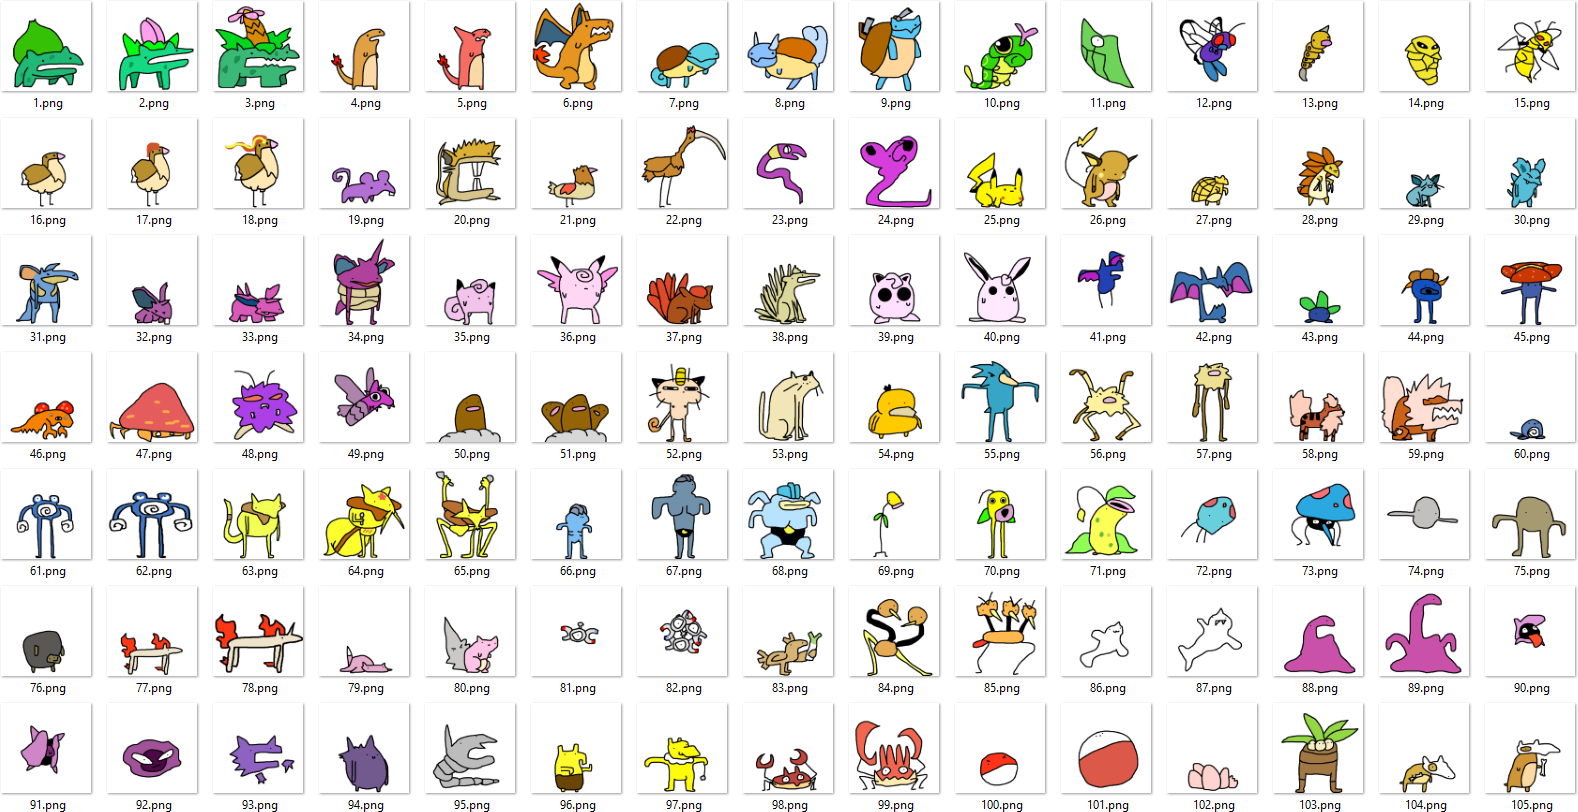 1.png 2.png 3.png 4.png 5.png 6.png 7.png 8.png 9.png 10.png 11.png 12.png 13.png 14.png 15.png
16.png 17.png 18.png 19.png 20.png 21.png 22.png 23.png 24.png 25.png 26.png 27.png 28.png 29.png 30.png
31.png 32.png 33.png 34.png 35.png 36.png 37.png 38.png 39.png 40.png 41.png 42.png 43.png 44.png 45.png
46.png 47.png 48.png 49.png 50.png 51.png 52.png 53.png 54.png 55.png 56.png 57.png 58.png 59.png 60.png
61.png 62.png 63.png 64.png 65.png 66.png 67.png 68.png 69.png 70.png 71.png 72.png 73.png 74.png 75.png
76.png 77.png 78.png 79.png 80.png 81.png 82.png 83.png 84.png 85.png 86.png 87.png 88.png 89.png 90.png
91.png 92.png 93.png 94.png 95.png 96.png 97.png 98.png 99.png 100.png 101.png 102.png 103.png 104.png 105.png